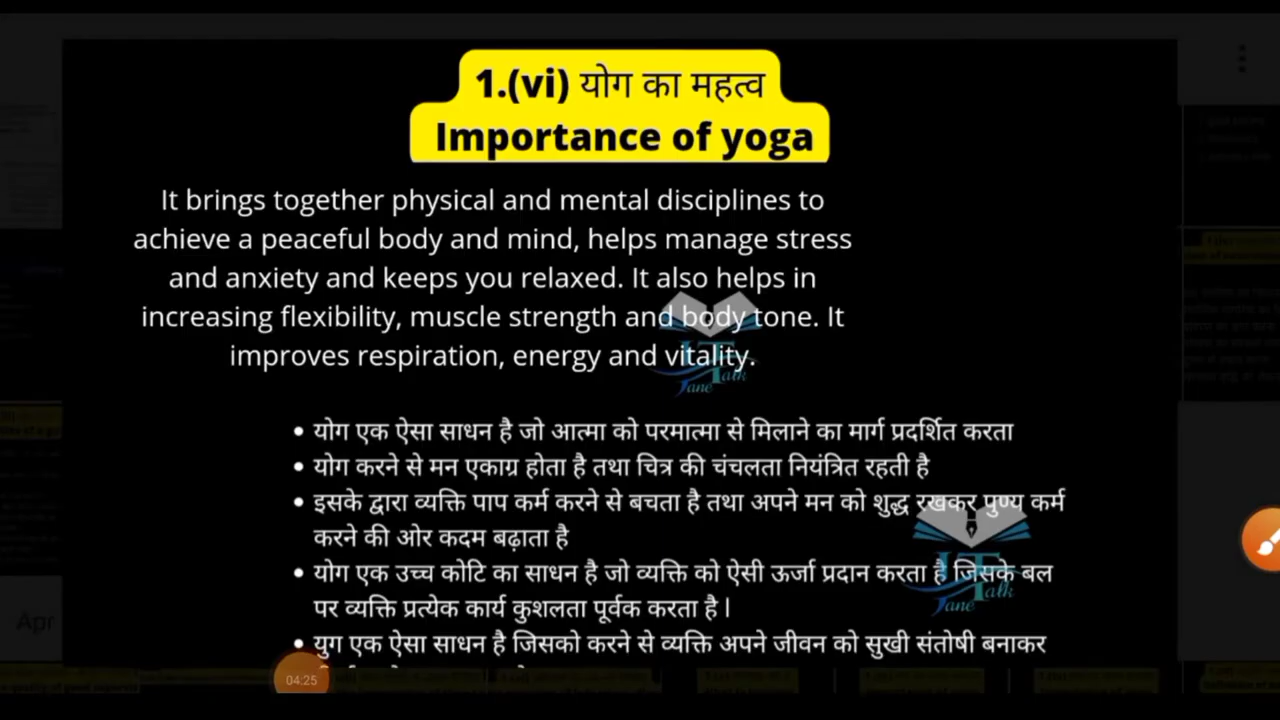 1.(vi) योग का महत्व
Importance of yoga
It brings together physical and mental disciplines to
achieve a peaceful body and mind, helps manage stress
and anxiety and keeps you relaxed. It also helps in
increasing flexibility, muscle strength and body tone. It
improves respiration, energy and vitality.
Talk
Jane
• योग एक ऐसा साधन है जो आत्मा को परमात्मा से मिलाने का मार्ग प्रदर्शित करता
• योग करने से मन एकाग्र होता है तथा चित्र की चंचलता नियंत्रित रहती है
• इसके द्वारा व्यक्ति पाप कर्म करने से बचता है तथा अपने मन को शुद्ध रखकर पुण्य कर्म
करने की ओर कदम बढ़ाता है
• योग एक उच्च कोटि का साधन है जो व्यक्ति को ऐसी ऊर्जा प्रदान करता है जिसके बल
पर व्यक्ति प्रत्येक कार्य कुशलता पूर्वक करता है l
Talk
Jane
• युग एक ऐसा साधन है जिसको करने से व्यक्ति अपने जीवन को सुखी संतोषी बनाकर
Apr
04:25